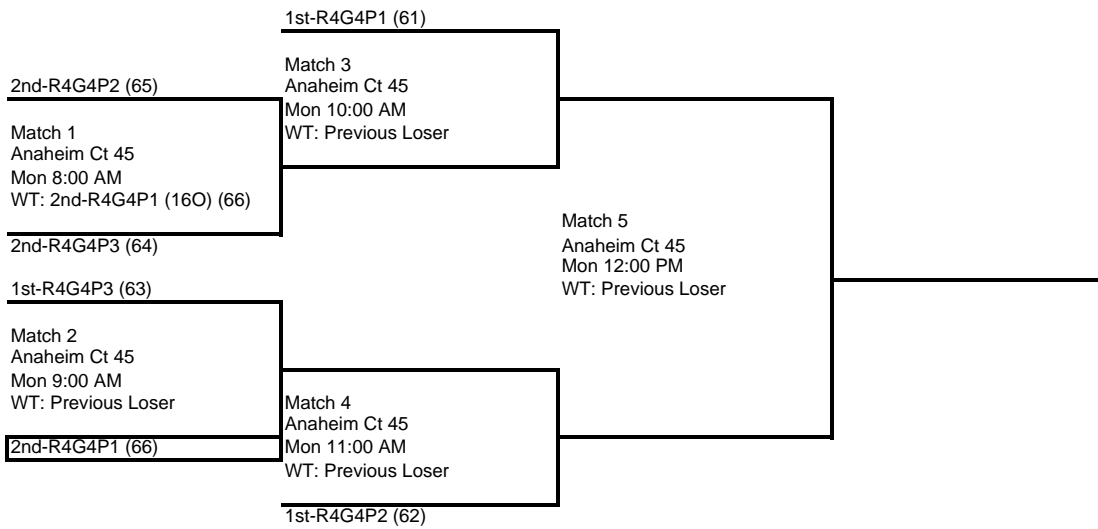 1st-R4G4P1 (61)
Match 3
Anaheim Ct 45
Mon 10:00 AM
WT: Previous Loser
2nd-R4G4P2 (65)
Match 1
Anaheim Ct 45
Mon 8:00 AM
WT: 2nd-R4G4P1 (16O) (66)
2nd-R4G4P3 (64)
Match 5
Anaheim Ct 45
Mon 12:00 PM
WT: Previous Loser
1st-R4G4P3 (63)
Match 2
Anaheim Ct 45
Mon 9:00 AM
WT: Previous Loser
2nd-R4G4P1 (66)
Match 4
Anaheim Ct 45
Mon 11:00 AM
WT: Previous Loser
1st-R4G4P2 (62)